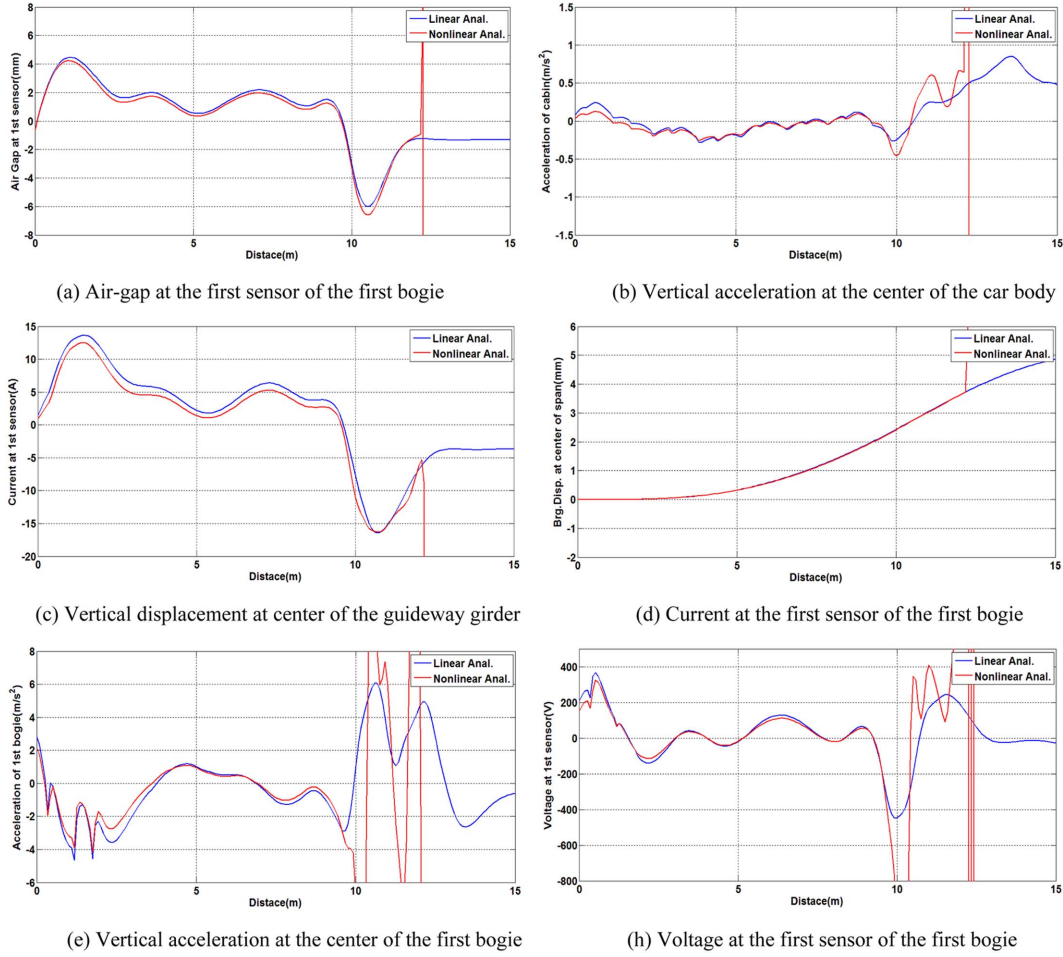 8
6
4
2
0
-2
-4
-6
-8
Air Gap at 1st sensor(mm)
Linear Anal.
Nonlinear Anal.
0 5 10 15
Distace(m)
(a) Air-gap at the first sensor of the first bogie
1.5
1
0.5
0
-0.5
-1
-1.5
Acceleration of cabin(m/s²)
Linear Anal.
Nonlinear Anal.
0 5 10 15
Distace(m)
(b) Vertical acceleration at the center of the car body
15
10
5
0
-5
-10
-15
-20
Current at 1st sensor(A)
Linear Anal.
Nonlinear Anal.
0 5 10 15
Distace(m)
(c) Vertical displacement at center of the guideway girder
6
5
4
3
2
1
0
-1
-2
Brg.Disp. at center of span(mm)
Linear Anal.
Nonlinear Anal.
0 5 10 15
Distace(m)
(d) Current at the first sensor of the first bogie
8
6
4
2
0
-2
-4
-6
Acceleration of 1st bogie(m/s²)
Linear Anal.
Nonlinear Anal.
0 5 10 15
Distace(m)
(e) Vertical acceleration at the center of the first bogie
400
200
0
-200
-400
-600
-800
Voltage at 1st sensor(V)
Linear Anal.
Nonlinear Anal.
0 5 10 15
Distace(m)
(h) Voltage at the first sensor of the first bogie